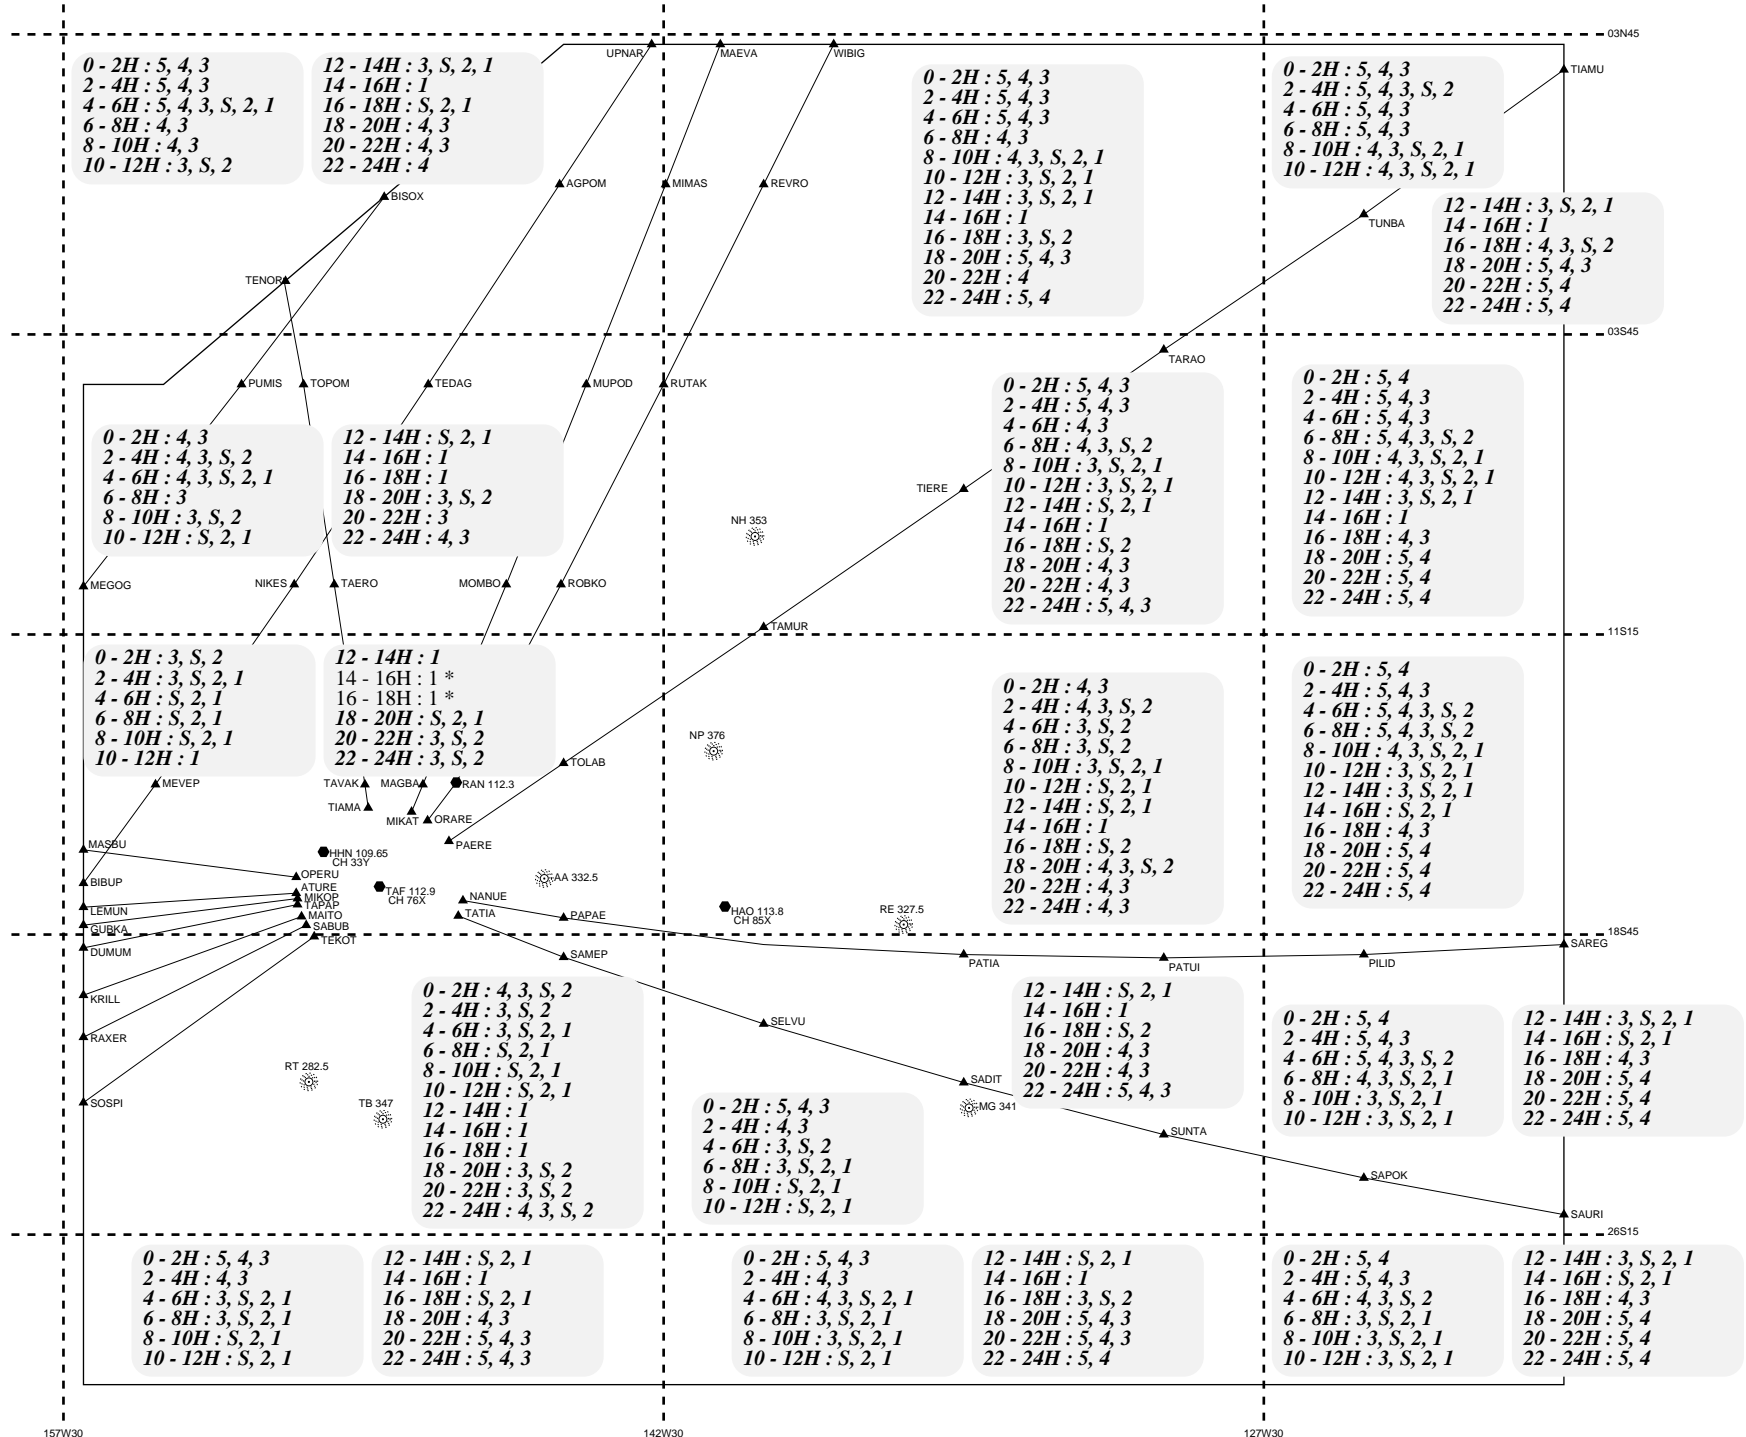 03N45
UPNAR
MAEVA
WIBIG
TIAMU
0 - 2H : 5, 4, 3
2 - 4H : 5, 4, 3
4 - 6H : 5, 4, 3, S, 2, 1
6 - 8H : 4, 3
8 - 10H : 4, 3
10 - 12H : 3, S, 2
12 - 14H : 3, S, 2, 1
14 - 16H : 1
16 - 18H : S, 2, 1
18 - 20H : 4, 3
20 - 22H : 4, 3
22 - 24H : 4
0 - 2H : 5, 4, 3
2 - 4H : 5, 4, 3
4 - 6H : 5, 4, 3
6 - 8H : 4, 3
8 - 10H : 4, 3, S, 2, 1
10 - 12H : 3, S, 2, 1
12 - 14H : 3, S, 2, 1
14 - 16H : 1
16 - 18H : 3, S, 2
18 - 20H : 5, 4, 3
20 - 22H : 4
22 - 24H : 5, 4
0 - 2H : 5, 4, 3
2 - 4H : 5, 4, 3, S, 2
4 - 6H : 5, 4, 3
6 - 8H : 5, 4, 3
8 - 10H : 4, 3, S, 2, 1
10 - 12H : 4, 3, S, 2, 1
12 - 14H : 3, S, 2, 1
14 - 16H : 1
16 - 18H : 4, 3, S, 2
18 - 20H : 5, 4, 3
20 - 22H : 5, 4
22 - 24H : 5, 4
BISOX
AGPOM
MIMAS
REVRO
TUNBA
TENOR
03S45
TARAO
PUMIS
TOPOM
TEDAG
MUPOD
RUTAK
0 - 2H : 4, 3
2 - 4H : 4, 3, S, 2
4 - 6H : 4, 3, S, 2, 1
6 - 8H : 3
8 - 10H : 3, S, 2
10 - 12H : S, 2, 1
12 - 14H : S, 2, 1
14 - 16H : 1
16 - 18H : 1
18 - 20H : 3, S, 2
20 - 22H : 3
22 - 24H : 4, 3
0 - 2H : 5, 4, 3
2 - 4H : 5, 4, 3
4 - 6H : 4, 3
6 - 8H : 4, 3, S, 2
8 - 10H : 3, S, 2, 1
10 - 12H : 3, S, 2, 1
12 - 14H : S, 2, 1
14 - 16H : 1
16 - 18H : S, 2
18 - 20H : 4, 3
20 - 22H : 4, 3
22 - 24H : 5, 4, 3
0 - 2H : 5, 4
2 - 4H : 5, 4, 3
4 - 6H : 5, 4, 3
6 - 8H : 5, 4, 3, S, 2
8 - 10H : 4, 3, S, 2, 1
10 - 12H : 4, 3, S, 2, 1
12 - 14H : 3, S, 2, 1
14 - 16H : 1
16 - 18H : 4, 3
18 - 20H : 5, 4
20 - 22H : 5, 4
22 - 24H : 5, 4
TIERE
NH 353
MEGOG
NIKES
TAERO
MOMBO
ROBKO
TAMUR
11S15
0 - 2H : 3, S, 2
2 - 4H : 3, S, 2, 1
4 - 6H : S, 2, 1
6 - 8H : S, 2, 1
8 - 10H : S, 2, 1
10 - 12H : 1
12 - 14H : 1
14 - 16H : 1 *
16 - 18H : 1 *
18 - 20H : S, 2, 1
20 - 22H : 3, S, 2
22 - 24H : 3, S, 2
0 - 2H : 4, 3
2 - 4H : 4, 3, S, 2
4 - 6H : 3, S, 2
6 - 8H : 3, S, 2
8 - 10H : 3, S, 2, 1
10 - 12H : S, 2, 1
12 - 14H : S, 2, 1
14 - 16H : 1
16 - 18H : S, 2
18 - 20H : 4, 3, S, 2
20 - 22H : 4, 3
22 - 24H : 4, 3
0 - 2H : 5, 4
2 - 4H : 5, 4, 3
4 - 6H : 5, 4, 3, S, 2
6 - 8H : 5, 4, 3, S, 2
8 - 10H : 4, 3, S, 2, 1
10 - 12H : 3, S, 2, 1
12 - 14H : 3, S, 2, 1
14 - 16H : S, 2, 1
16 - 18H : 4, 3
18 - 20H : 5, 4
20 - 22H : 5, 4
22 - 24H : 5, 4
NP 376
TOLAB
MEVEP
TAVAK
MAGBA
RAN 112.3
TIAMA
MIKAT
ORARE
PAERE
MASBU
HHN 109.65
CH 33Y
OPERU
BIBUP
ATURE
TAF 112.9
CH 76X
AA 332.5
MIKOP
NANUE
TAPAP
LEMUN
MAITO
TATIA
PAPAE
HAO 113.8
CH 85X
RE 327.5
GUBKA
SABUB
TEKOT
18S45
DUMUM
SAMEP
PATIA
PATUI
PILID
SAREG
KRILL
RAXER
SELVU
0 - 2H : 4, 3, S, 2
2 - 4H : 3, S, 2
4 - 6H : 3, S, 2, 1
6 - 8H : S, 2, 1
8 - 10H : S, 2, 1
10 - 12H : S, 2, 1
12 - 14H : 1
14 - 16H : 1
16 - 18H : 1
18 - 20H : 3, S, 2
20 - 22H : 3, S, 2
22 - 24H : 4, 3, S, 2
12 - 14H : S, 2, 1
14 - 16H : 1
16 - 18H : S, 2
18 - 20H : 4, 3
20 - 22H : 4, 3
22 - 24H : 5, 4, 3
0 - 2H : 5, 4
2 - 4H : 5, 4, 3
4 - 6H : 5, 4, 3, S, 2
6 - 8H : 4, 3, S, 2, 1
8 - 10H : 3, S, 2, 1
10 - 12H : 3, S, 2, 1
12 - 14H : 3, S, 2, 1
14 - 16H : S, 2, 1
16 - 18H : 4, 3
18 - 20H : 5, 4
20 - 22H : 5, 4
22 - 24H : 5, 4
RT 282.5
SADIT
SOSPI
TB 347
MG 341
0 - 2H : 5, 4, 3
2 - 4H : 4, 3
4 - 6H : 3, S, 2
6 - 8H : 3, S, 2, 1
8 - 10H : S, 2, 1
10 - 12H : S, 2, 1
SUNTA
SAPOK
SAURI
26S15
0 - 2H : 5, 4, 3
2 - 4H : 4, 3
4 - 6H : 3, S, 2, 1
6 - 8H : 3, S, 2, 1
8 - 10H : S, 2, 1
10 - 12H : S, 2, 1
12 - 14H : S, 2, 1
14 - 16H : 1
16 - 18H : S, 2, 1
18 - 20H : 4, 3
20 - 22H : 5, 4, 3
22 - 24H : 5, 4, 3
0 - 2H : 5, 4, 3
2 - 4H : 4, 3
4 - 6H : 4, 3, S, 2, 1
6 - 8H : 3, S, 2, 1
8 - 10H : 3, S, 2, 1
10 - 12H : S, 2, 1
12 - 14H : S, 2, 1
14 - 16H : 1
16 - 18H : 3, S, 2
18 - 20H : 5, 4, 3
20 - 22H : 5, 4, 3
22 - 24H : 5, 4
0 - 2H : 5, 4
2 - 4H : 5, 4, 3
4 - 6H : 4, 3, S, 2
6 - 8H : 3, S, 2, 1
8 - 10H : 3, S, 2, 1
10 - 12H : 3, S, 2, 1
12 - 14H : 3, S, 2, 1
14 - 16H : S, 2, 1
16 - 18H : 4, 3
18 - 20H : 5, 4
20 - 22H : 5, 4
22 - 24H : 5, 4
157W30
142W30
127W30